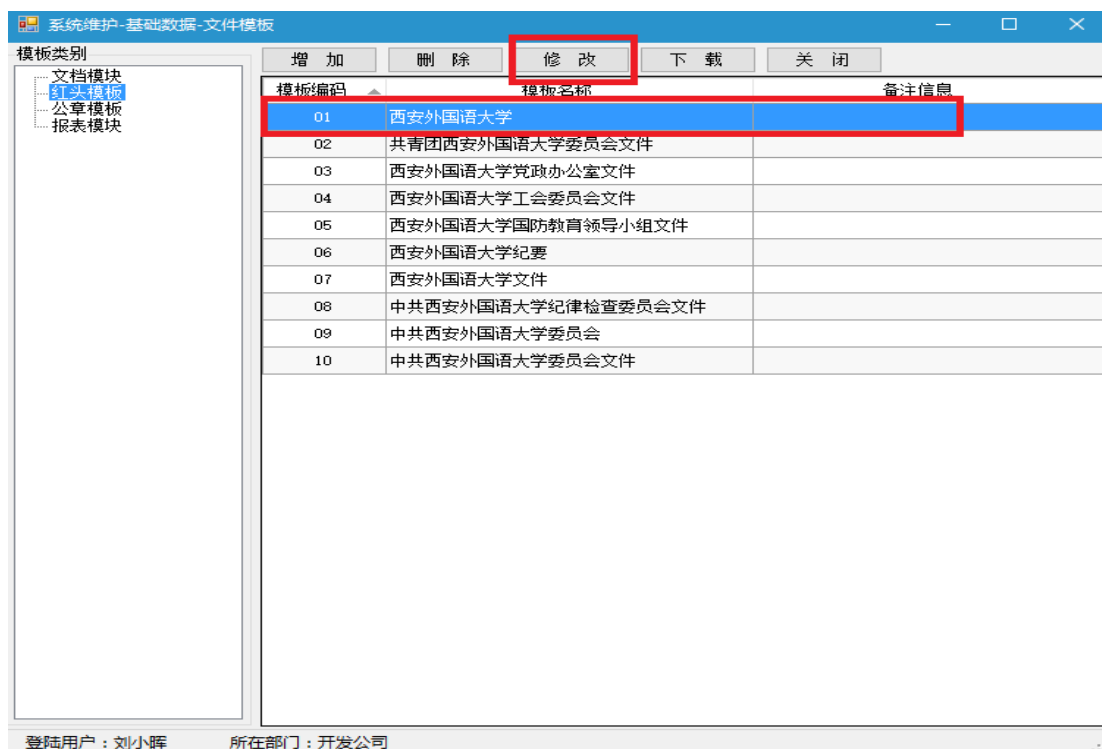 系统维护-基础数据-文件模板
模板类别
文档模块
红头模板
公章模板
报表模块
增 加 删 除 修 改 下 载 关 闭
模板编码 模板名称 备注信息
01 西安外国语大学
02 共青团西安外国语大学委员会文件
03 西安外国语大学党政办公室文件
04 西安外国语大学工会委员会文件
05 西安外国语大学国防教育领导小组文件
06 西安外国语大学纪要
07 西安外国语大学文件
08 中共西安外国语大学纪律检查委员会文件
09 中共西安外国语大学委员会
10 中共西安外国语大学委员会文件
登陆用户：刘小晖 所在部门：开发公司